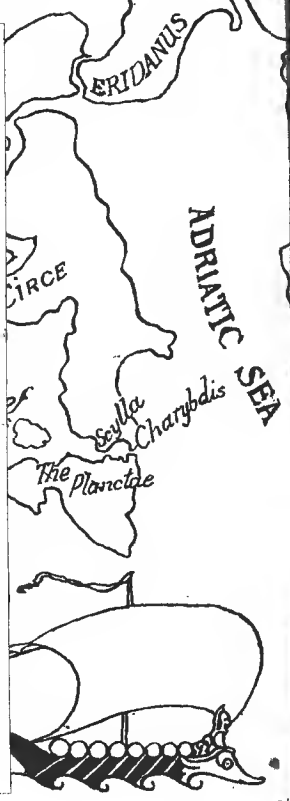 ERIDANUS
ADRIATIC SEA
CIRCE
Scylla
Charybdis
The Planctae